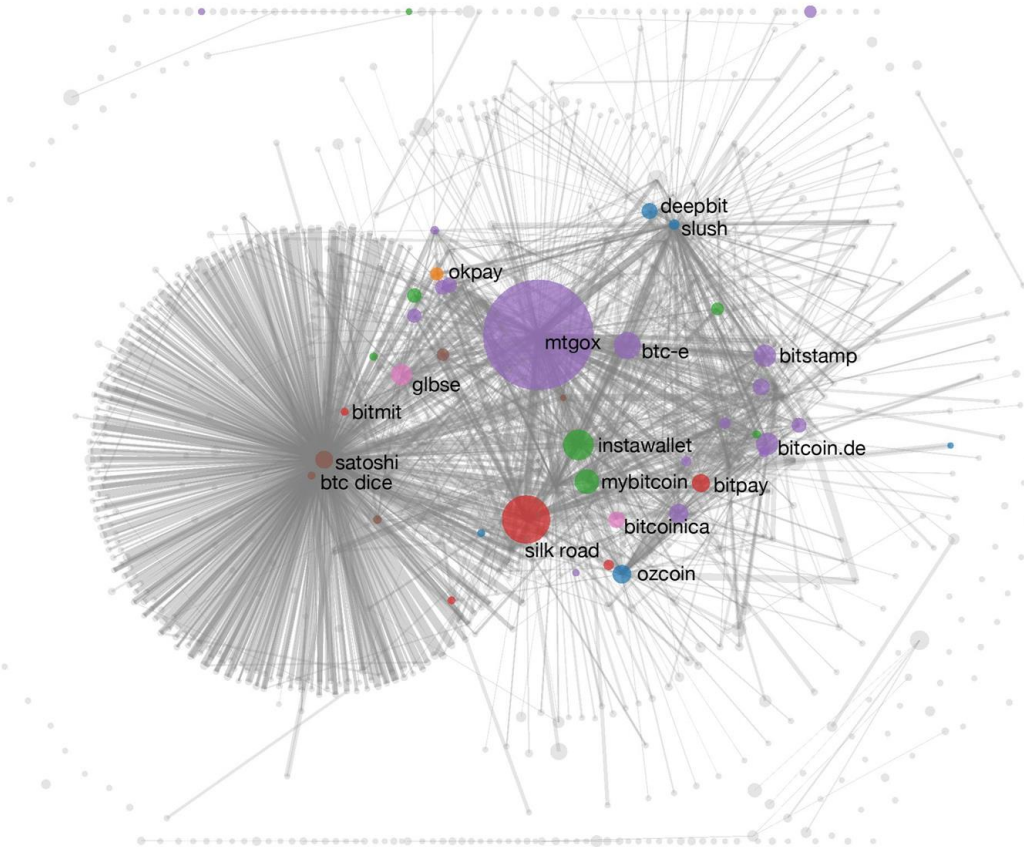 deepbit
slush
okpay
mtgox
btc-e
bitstamp
glbse
bitmit
instawallet
bitcoin.de
satoshi
btc dice
mybitcoin
bitpay
bitcoinica
silk road
ozcoin